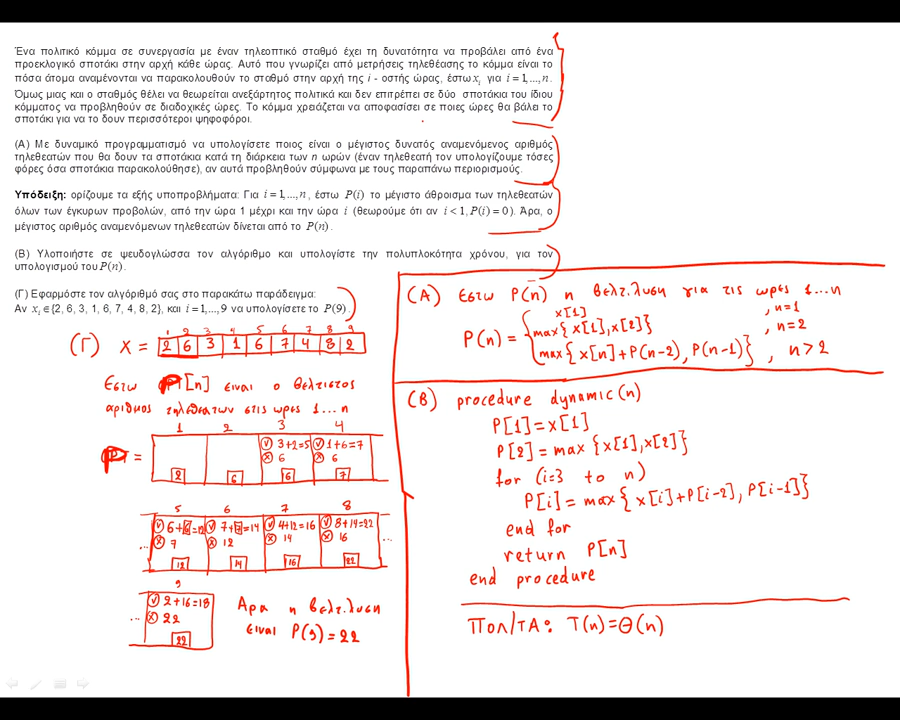 Ένα πολιτικό κόμμα σε συνεργασία με έναν τηλεοπτικό σταθμό έχει τη δυνατότητα να προβάλει από ένα
προεκλογικό σποτάκι στην αρχή κάθε ώρας. Αυτό που γνωρίζει από μετρήσεις τηλεθέασης το κόμμα είναι το
πόσα άτομα αναμένονται να παρακολουθούν το σταθμό στην αρχή της i - οστής ώρας, έστω xᵢ για i = 1,...,n.
Όμως μιας και ο σταθμός θέλει να θεωρείται ανεξάρτητος πολιτικά και δεν επιτρέπει σε δύο σποτάκια του ίδιου
κόμματος να προβληθούν σε διαδοχικές ώρες. Το κόμμα χρειάζεται να αποφασίσει σε ποιες ώρες θα βάλει το
σποτάκι για να το δουν περισσότεροι ψηφοφόροι.
(Α) Με δυναμικό προγραμματισμό να υπολογίσετε ποιος είναι ο μέγιστος δυνατός αναμενόμενος αριθμός
τηλεθεατών που θα δουν τα σποτάκια κατά τη διάρκεια των n ωρών (έναν τηλεθεατή τον υπολογίζουμε τόσες
φόρες όσα σποτάκια παρακολούθησε), αν αυτά προβληθούν σύμφωνα με τους παραπάνω περιορισμούς.
Υπόδειξη: ορίζουμε τα εξής υποπροβλήματα: Για i = 1,...,n, έστω P(i) το μέγιστο άθροισμα των τηλεθεατών
όλων των έγκυρων προβολών, από την ώρα 1 μέχρι και την ώρα i (θεωρούμε ότι αν i < 1, P(i) = 0). Άρα, ο
μέγιστος αριθμός αναμενόμενων τηλεθεατών δίνεται από το P(n).
(Β) Υλοποιήστε σε ψευδογλώσσα τον αλγόριθμο και υπολογίστε την πολυπλοκότητα χρόνου, για τον
υπολογισμού του P(n).
(Γ) Εφαρμόστε τον αλγόριθμό σας στο παρακάτω παράδειγμα:
Αν xᵢ ∈{2, 6, 3, 1, 6, 7, 4, 8, 2}, και i = 1,...,9 να υπολογίσετε το P(9).
(Γ) X =
1 2 3 4 5 6 7 8 9
2 6 3 1 6 7 4 8 2
Εστω P[n] ειναι ο βελτιστος
αριθμος τηλεθεατων στις ωρες 1...n
1 2 3 4
P =
V 3+2=5 V 1+6=7
X 6 X 6
2 6 6 7
5 6 7 8
... V 6+6=12 V 7+7=14 V 4+12=16 V 8+14=22 ...
X 7 X 12 X 14 X 16
12 14 16 22
9
V 2+16=18
... X 22
22
Αρα η βελτ.λυση
ειναι P(9)=22
(Α) Εστω P(n) η βελτ.λυση για τις ωρες 1...n
P(n) =
x[1] , n=1
max{x[1],x[2]} , n=2
max{x[n]+P(n-2), P(n-1)} , n>2
(Β) procedure dynamic(n)
P[1]=x[1]
P[2]=max{x[1],x[2]}
for (i=3 to n)
P[i]=max{x[i]+P[i-2], P[i-1]}
end for
return P[n]
end procedure
Πολ/τα: T(n)=Θ(n)